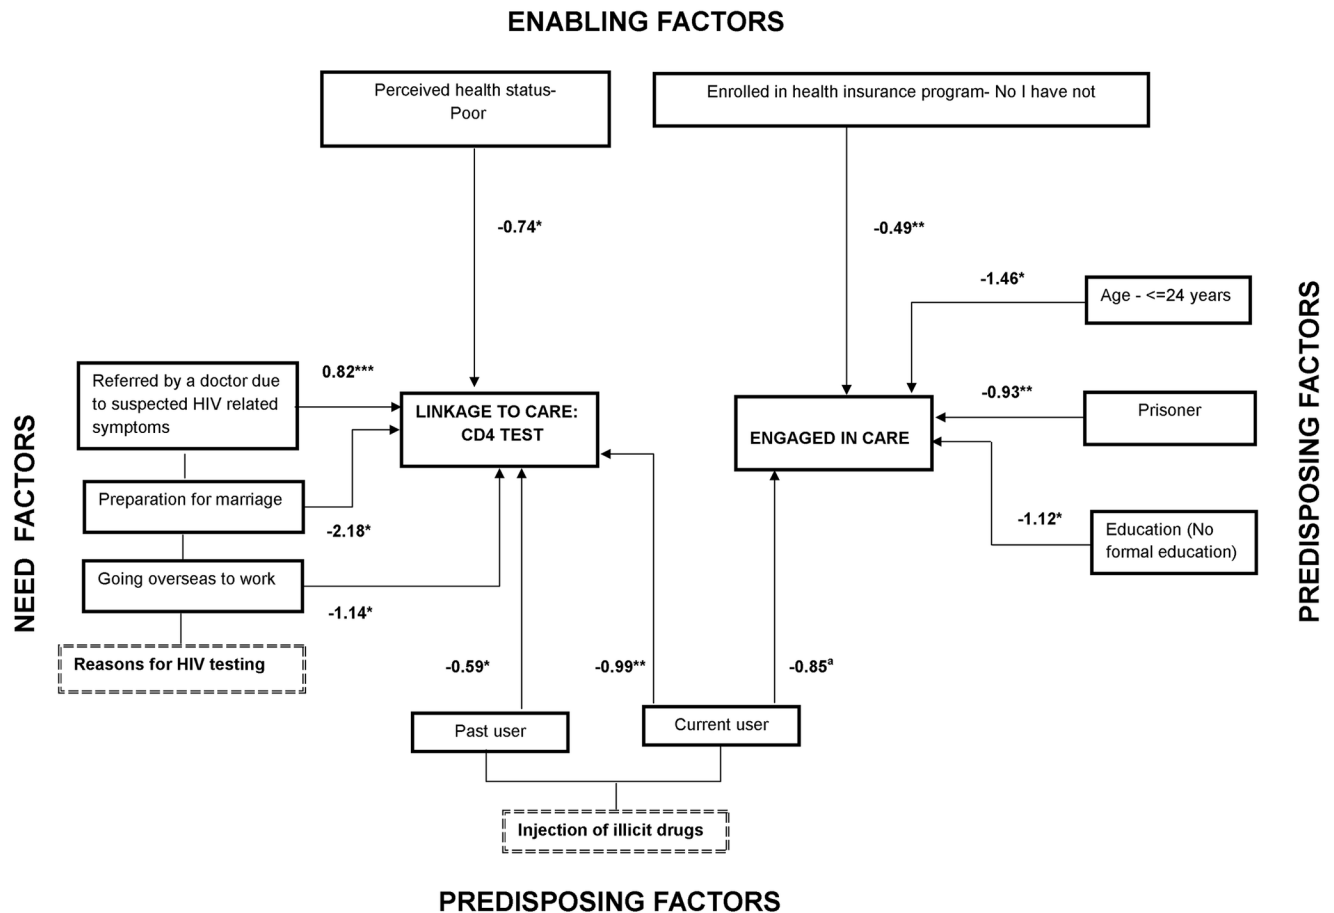 ENABLING FACTORS
Perceived health status-
Poor
Enrolled in health insurance program- No I have not
-0.74*
-0.49**
-1.46*
Age - <=24 years
0.82***
Referred by a doctor due
to suspected HIV related
symptoms
LINKAGE TO CARE:
CD4 TEST
ENGAGED IN CARE
-0.93**
Prisoner
Preparation for marriage
-2.18*
-1.12*
Education (No
formal education)
Going overseas to work
-1.14*
Reasons for HIV testing
-0.59*
-0.99**
-0.85ª
Past user
Current user
Injection of illicit drugs
NEED FACTORS
PREDISPOSING FACTORS
PREDISPOSING FACTORS